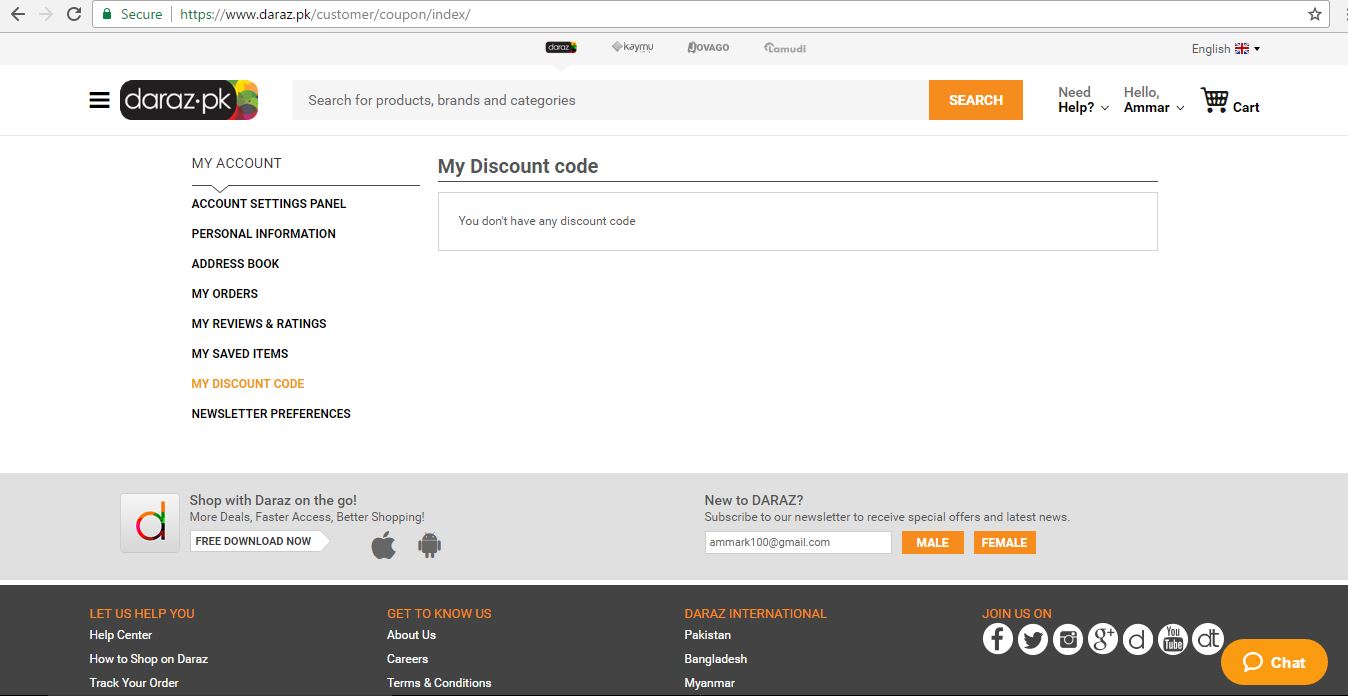 Secure https://www.daraz.pk/customer/coupon/index/
daraz kaymu JOVAGO Lamudi English
daraz.pk
Search for products, brands and categories
SEARCH
Need
Help?
Hello,
Ammar
Cart
MY ACCOUNT
ACCOUNT SETTINGS PANEL
PERSONAL INFORMATION
ADDRESS BOOK
MY ORDERS
MY REVIEWS & RATINGS
MY SAVED ITEMS
MY DISCOUNT CODE
NEWSLETTER PREFERENCES
My Discount code
You don't have any discount code
d
Shop with Daraz on the go!
More Deals, Faster Access, Better Shopping!
FREE DOWNLOAD NOW
New to DARAZ?
Subscribe to our newsletter to receive special offers and latest news.
ammark100@gmail.com MALE FEMALE
LET US HELP YOU
Help Center
How to Shop on Daraz
Track Your Order
GET TO KNOW US
About Us
Careers
Terms & Conditions
DARAZ INTERNATIONAL
Pakistan
Bangladesh
Myanmar
JOIN US ON
f g+ d You Tube dt
Chat